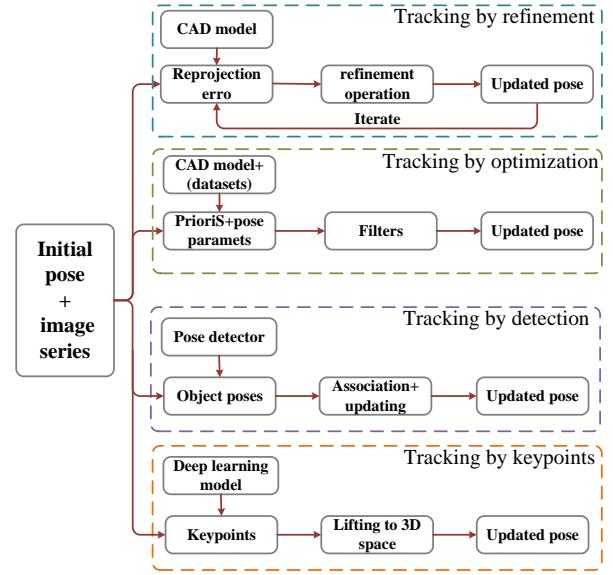 Tracking by refinement
CAD model
Reprojection
erro
refinement
operation
Updated pose
Iterate
Tracking by optimization
CAD model+
(datasets)
PrioriS+pose
paramets
Filters
Updated pose
Initial
pose
+
image
series
Tracking by detection
Pose detector
Object poses
Association+
updating
Updated pose
Tracking by keypoints
Deep learning
model
Keypoints
Lifting to 3D
space
Updated pose